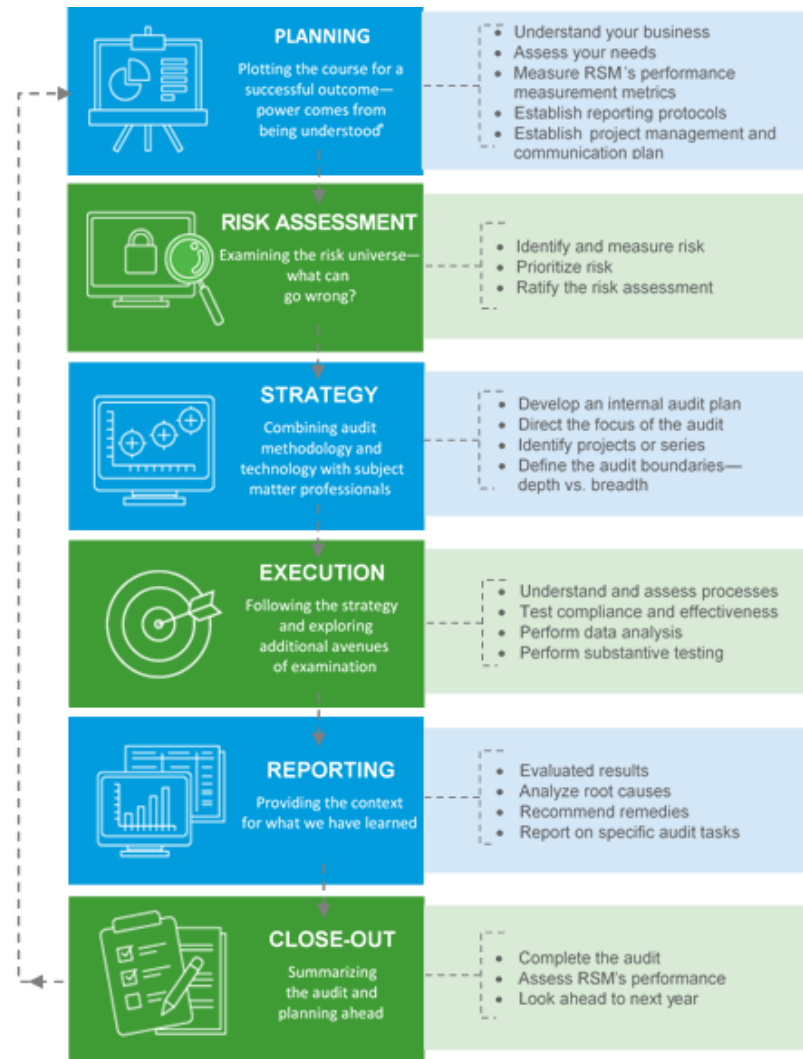 PLANNING
Plotting the course for a
successful outcome—
power comes from
being understood®
• Understand your business
• Assess your needs
• Measure RSM's performance
measurement metrics
• Establish reporting protocols
• Establish project management and
communication plan
RISK ASSESSMENT
Examining the risk universe—
what can
go wrong?
• Identify and measure risk
• Prioritize risk
• Ratify the risk assessment
STRATEGY
Combining audit
methodology and
technology with subject
matter professionals
• Develop an internal audit plan
• Direct the focus of the audit
• Identify projects or series
• Define the audit boundaries—
depth vs. breadth
EXECUTION
Following the strategy
and exploring
additional avenues
of examination
• Understand and assess processes
• Test compliance and effectiveness
• Perform data analysis
• Perform substantive testing
REPORTING
Providing the context
for what we have learned
• Evaluated results
• Analyze root causes
• Recommend remedies
• Report on specific audit tasks
CLOSE-OUT
Summarizing
the audit and
planning ahead
• Complete the audit
• Assess RSM's performance
• Look ahead to next year